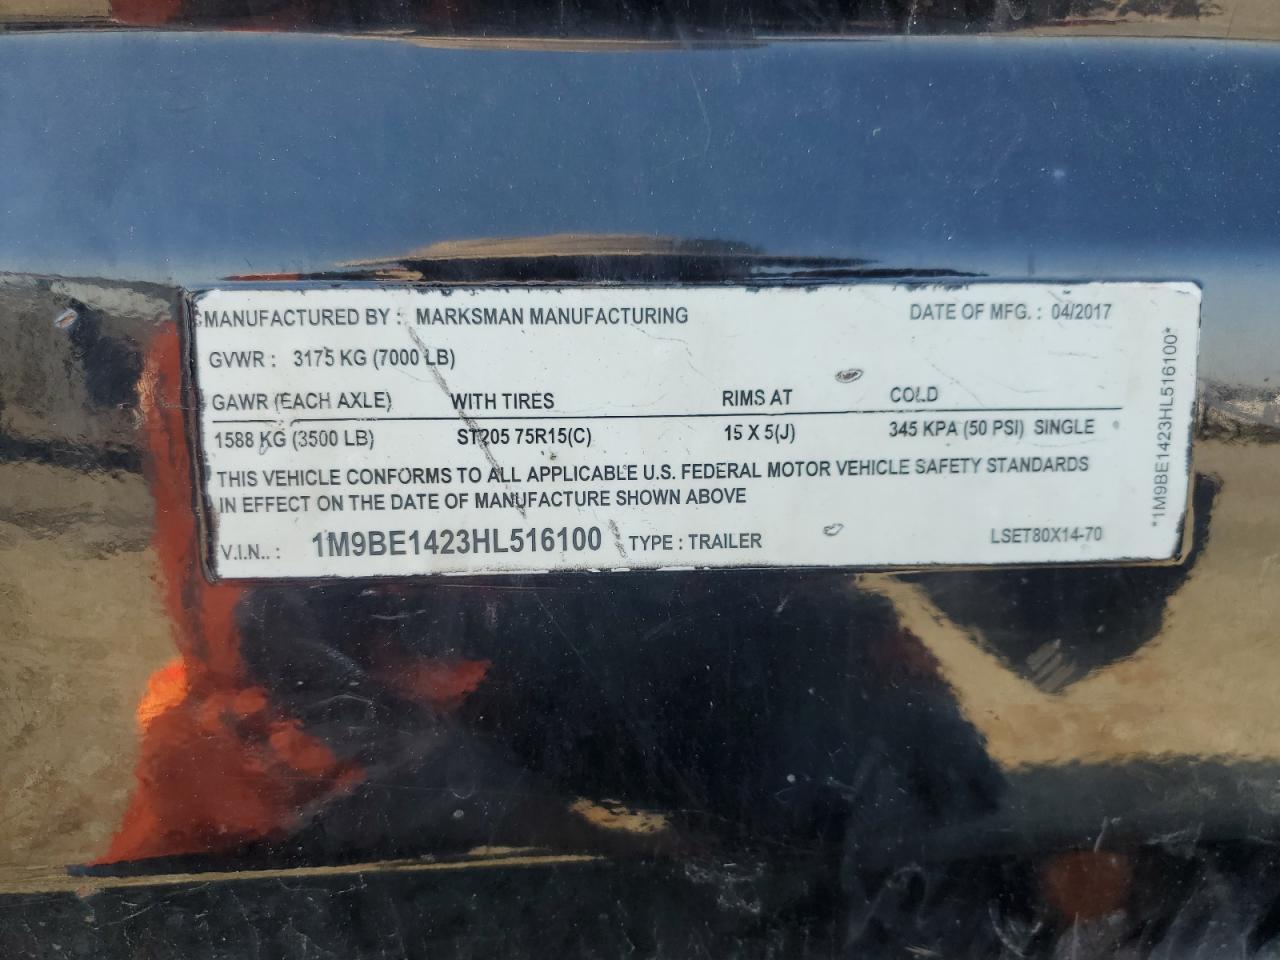 MANUFACTURED BY : MARKSMAN MANUFACTURING DATE OF MFG. : 04/2017
GVWR : 3175 KG (7000 LB)
GAWR (EACH AXLE) WITH TIRES RIMS AT COLD
1588 KG (3500 LB) ST205 75R15(C) 15 X 5(J) 345 KPA (50 PSI) SINGLE
THIS VEHICLE CONFORMS TO ALL APPLICABLE U.S. FEDERAL MOTOR VEHICLE SAFETY STANDARDS
IN EFFECT ON THE DATE OF MANUFACTURE SHOWN ABOVE
V.I.N.. : 1M9BE1423HL516100 TYPE : TRAILER LSET80X14-70
*1M9BE1423HL516100*